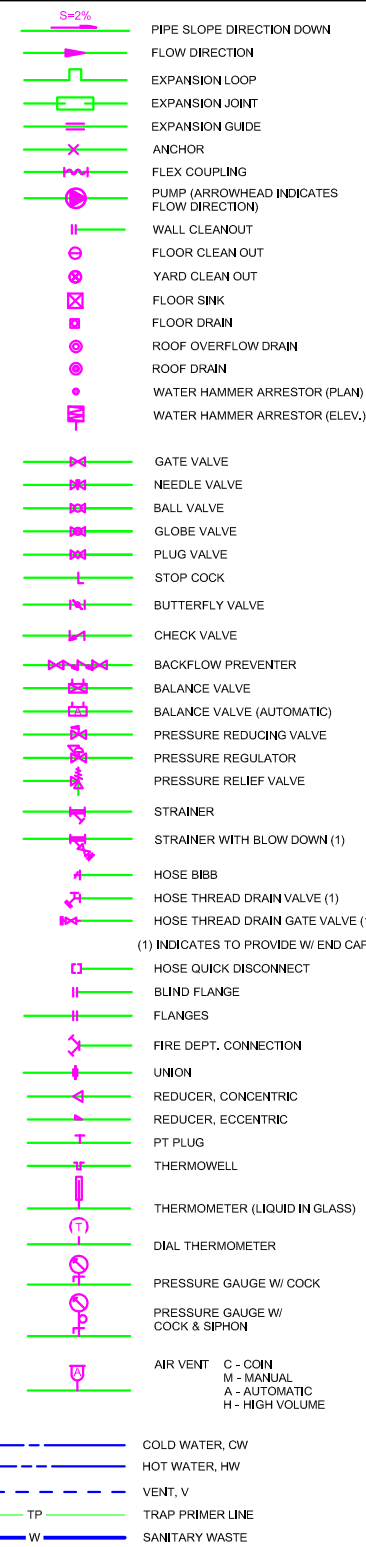 S=2%
PIPE SLOPE DIRECTION DOWN
FLOW DIRECTION
EXPANSION LOOP
EXPANSION JOINT
EXPANSION GUIDE
ANCHOR
FLEX COUPLING
PUMP (ARROWHEAD INDICATES
FLOW DIRECTION)
WALL CLEANOUT
FLOOR CLEAN OUT
YARD CLEAN OUT
FLOOR SINK
FLOOR DRAIN
ROOF OVERFLOW DRAIN
ROOF DRAIN
WATER HAMMER ARRESTOR (PLAN)
WATER HAMMER ARRESTOR (ELEV.)
GATE VALVE
NEEDLE VALVE
BALL VALVE
GLOBE VALVE
PLUG VALVE
STOP COCK
BUTTERFLY VALVE
CHECK VALVE
BACKFLOW PREVENTER
BALANCE VALVE
A
BALANCE VALVE (AUTOMATIC)
PRESSURE REDUCING VALVE
PRESSURE REGULATOR
PRESSURE RELIEF VALVE
STRAINER
STRAINER WITH BLOW DOWN (1)
HOSE BIBB
HOSE THREAD DRAIN VALVE (1)
HOSE THREAD DRAIN GATE VALVE (1
(1) INDICATES TO PROVIDE W/ END CAP
HOSE QUICK DISCONNECT
BLIND FLANGE
FLANGES
FIRE DEPT. CONNECTION
UNION
REDUCER, CONCENTRIC
REDUCER, ECCENTRIC
PT PLUG
THERMOWELL
THERMOMETER (LIQUID IN GLASS)
T
DIAL THERMOMETER
PRESSURE GAUGE W/ COCK
PRESSURE GAUGE W/
COCK & SIPHON
A
AIR VENT C - COIN
M - MANUAL
A - AUTOMATIC
H - HIGH VOLUME
COLD WATER, CW
HOT WATER, HW
VENT, V
TP TRAP PRIMER LINE
W SANITARY WASTE